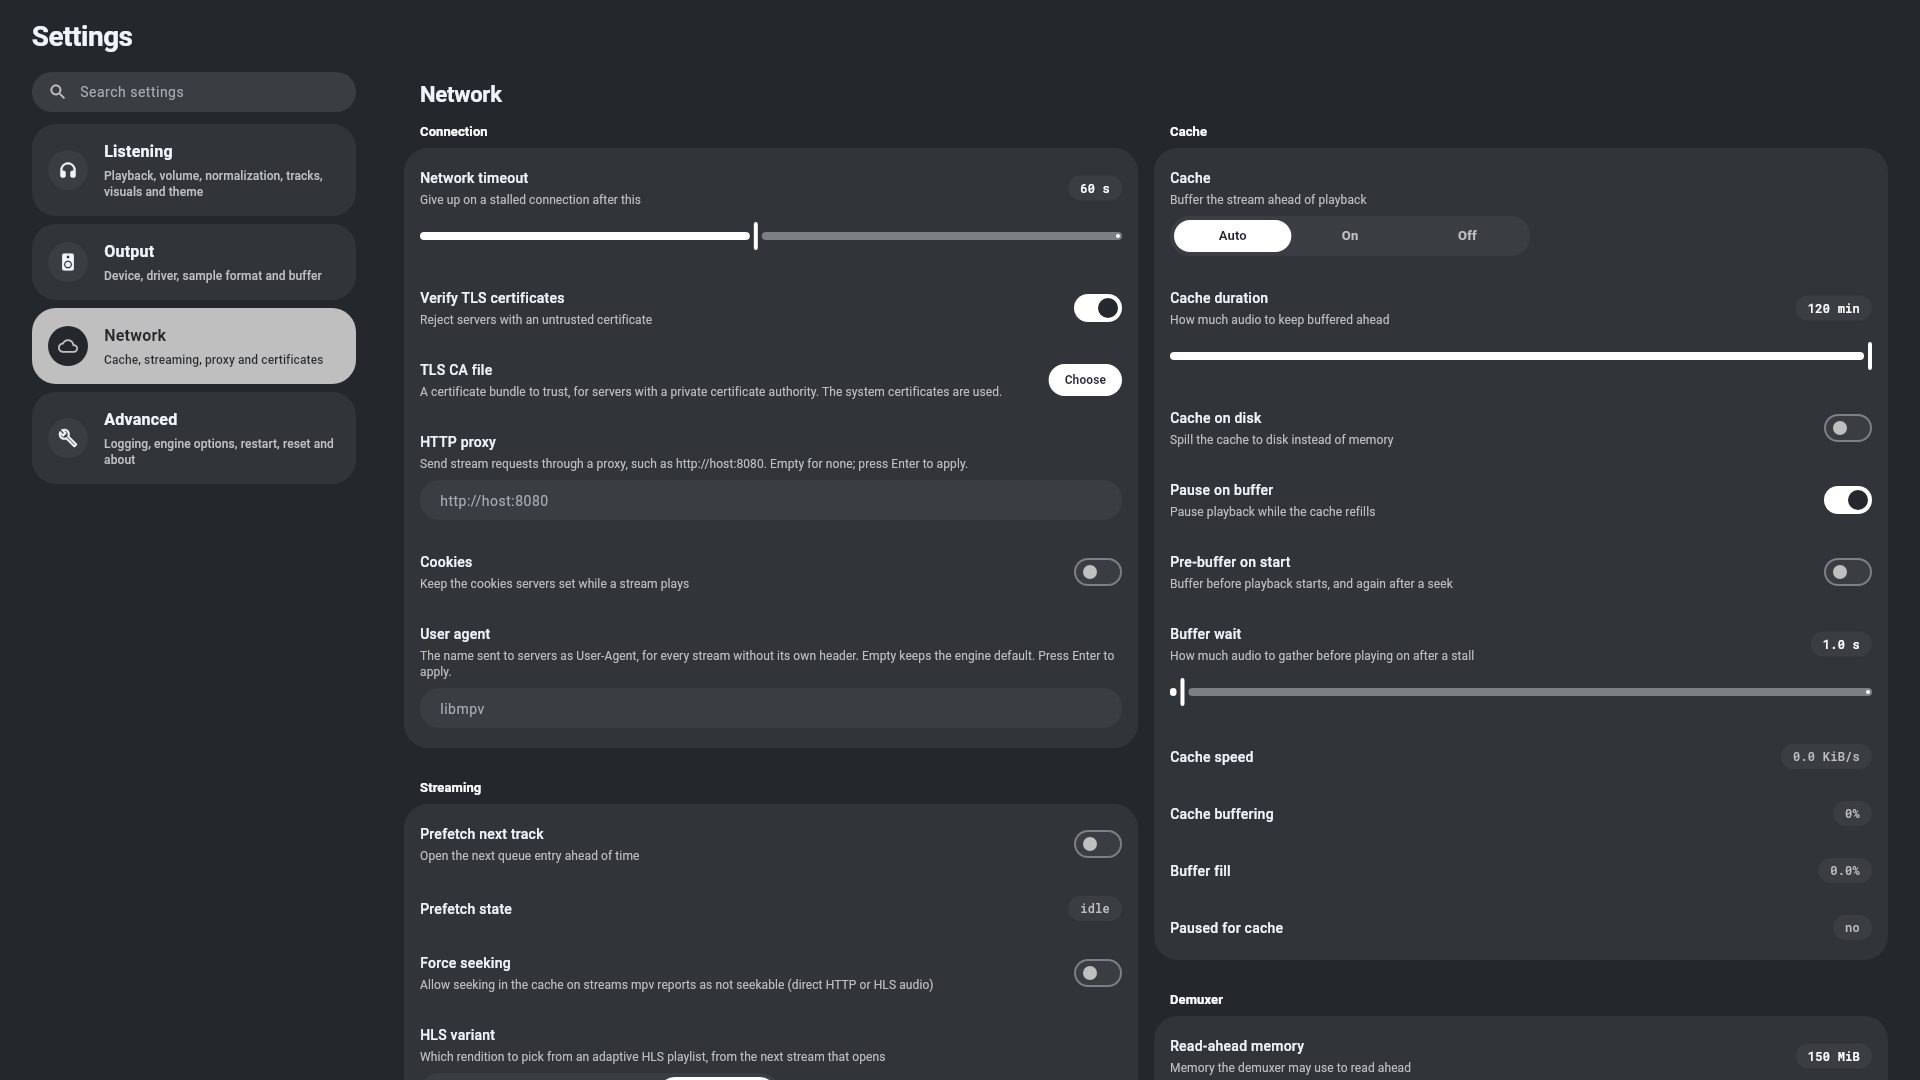 Settings
Search settings
Listening
Playback, volume, normalization, tracks,
visuals and theme
Output
Device, driver, sample format and buffer
Network
Cache, streaming, proxy and certificates
Advanced
Logging, engine options, restart, reset and
about
Network
Connection
Network timeout
Give up on a stalled connection after this
60 s
Verify TLS certificates
Reject servers with an untrusted certificate
TLS CA file
A certificate bundle to trust, for servers with a private certificate authority. The system certificates are used.
Choose
HTTP proxy
Send stream requests through a proxy, such as http://host:8080. Empty for none; press Enter to apply.
http://host:8080
Cookies
Keep the cookies servers set while a stream plays
User agent
The name sent to servers as User-Agent, for every stream without its own header. Empty keeps the engine default. Press Enter to
apply.
libmpv
Streaming
Prefetch next track
Open the next queue entry ahead of time
Prefetch state
idle
Force seeking
Allow seeking in the cache on streams mpv reports as not seekable (direct HTTP or HLS audio)
HLS variant
Which rendition to pick from an adaptive HLS playlist, from the next stream that opens
Cache
Cache
Buffer the stream ahead of playback
Auto On Off
Cache duration
How much audio to keep buffered ahead
120 min
Cache on disk
Spill the cache to disk instead of memory
Pause on buffer
Pause playback while the cache refills
Pre-buffer on start
Buffer before playback starts, and again after a seek
Buffer wait
How much audio to gather before playing on after a stall
1.0 s
Cache speed
0.0 KiB/s
Cache buffering
0%
Buffer fill
0.0%
Paused for cache
no
Demuxer
Read-ahead memory
Memory the demuxer may use to read ahead
150 MiB